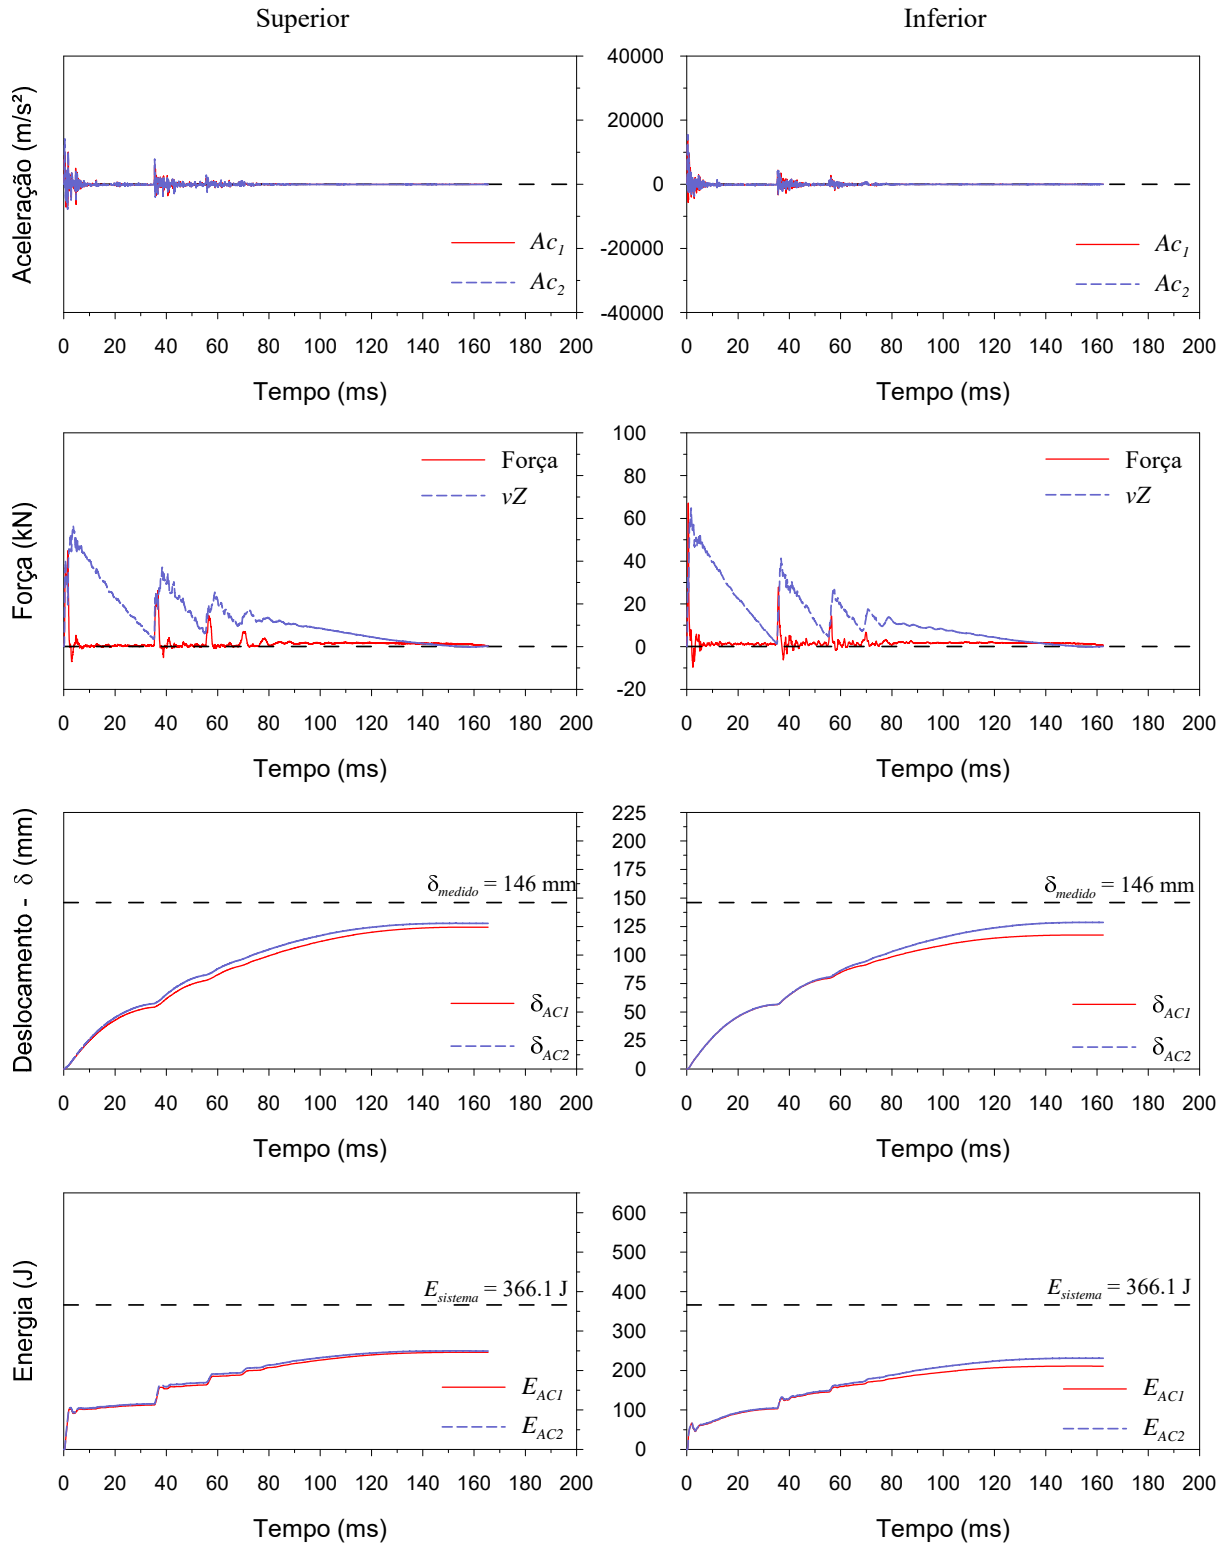 Superior Inferior
Aceleração (m/s²)
40000
20000
0
-20000
-40000
Ac1
Ac2
Ac1
Ac2
0 20 40 60 80 100 120 140 160 180 200
0 20 40 60 80 100 120 140 160 180 200
Tempo (ms) Tempo (ms)
Força (kN)
100
80
60
40
20
0
-20
Força
vZ
Força
vZ
0 20 40 60 80 100 120 140 160 180 200
0 20 40 60 80 100 120 140 160 180 200
Tempo (ms) Tempo (ms)
Deslocamento - δ (mm)
225
200
175
150
125
100
75
50
25
0
δmedido = 146 mm
δAC1
δAC2
δmedido = 146 mm
δAC1
δAC2
0 20 40 60 80 100 120 140 160 180 200
0 20 40 60 80 100 120 140 160 180 200
Tempo (ms) Tempo (ms)
Energia (J)
600
500
400
300
200
100
0
Esistema = 366.1 J
EAC1
EAC2
Esistema = 366.1 J
EAC1
EAC2
0 20 40 60 80 100 120 140 160 180 200
0 20 40 60 80 100 120 140 160 180 200
Tempo (ms) Tempo (ms)